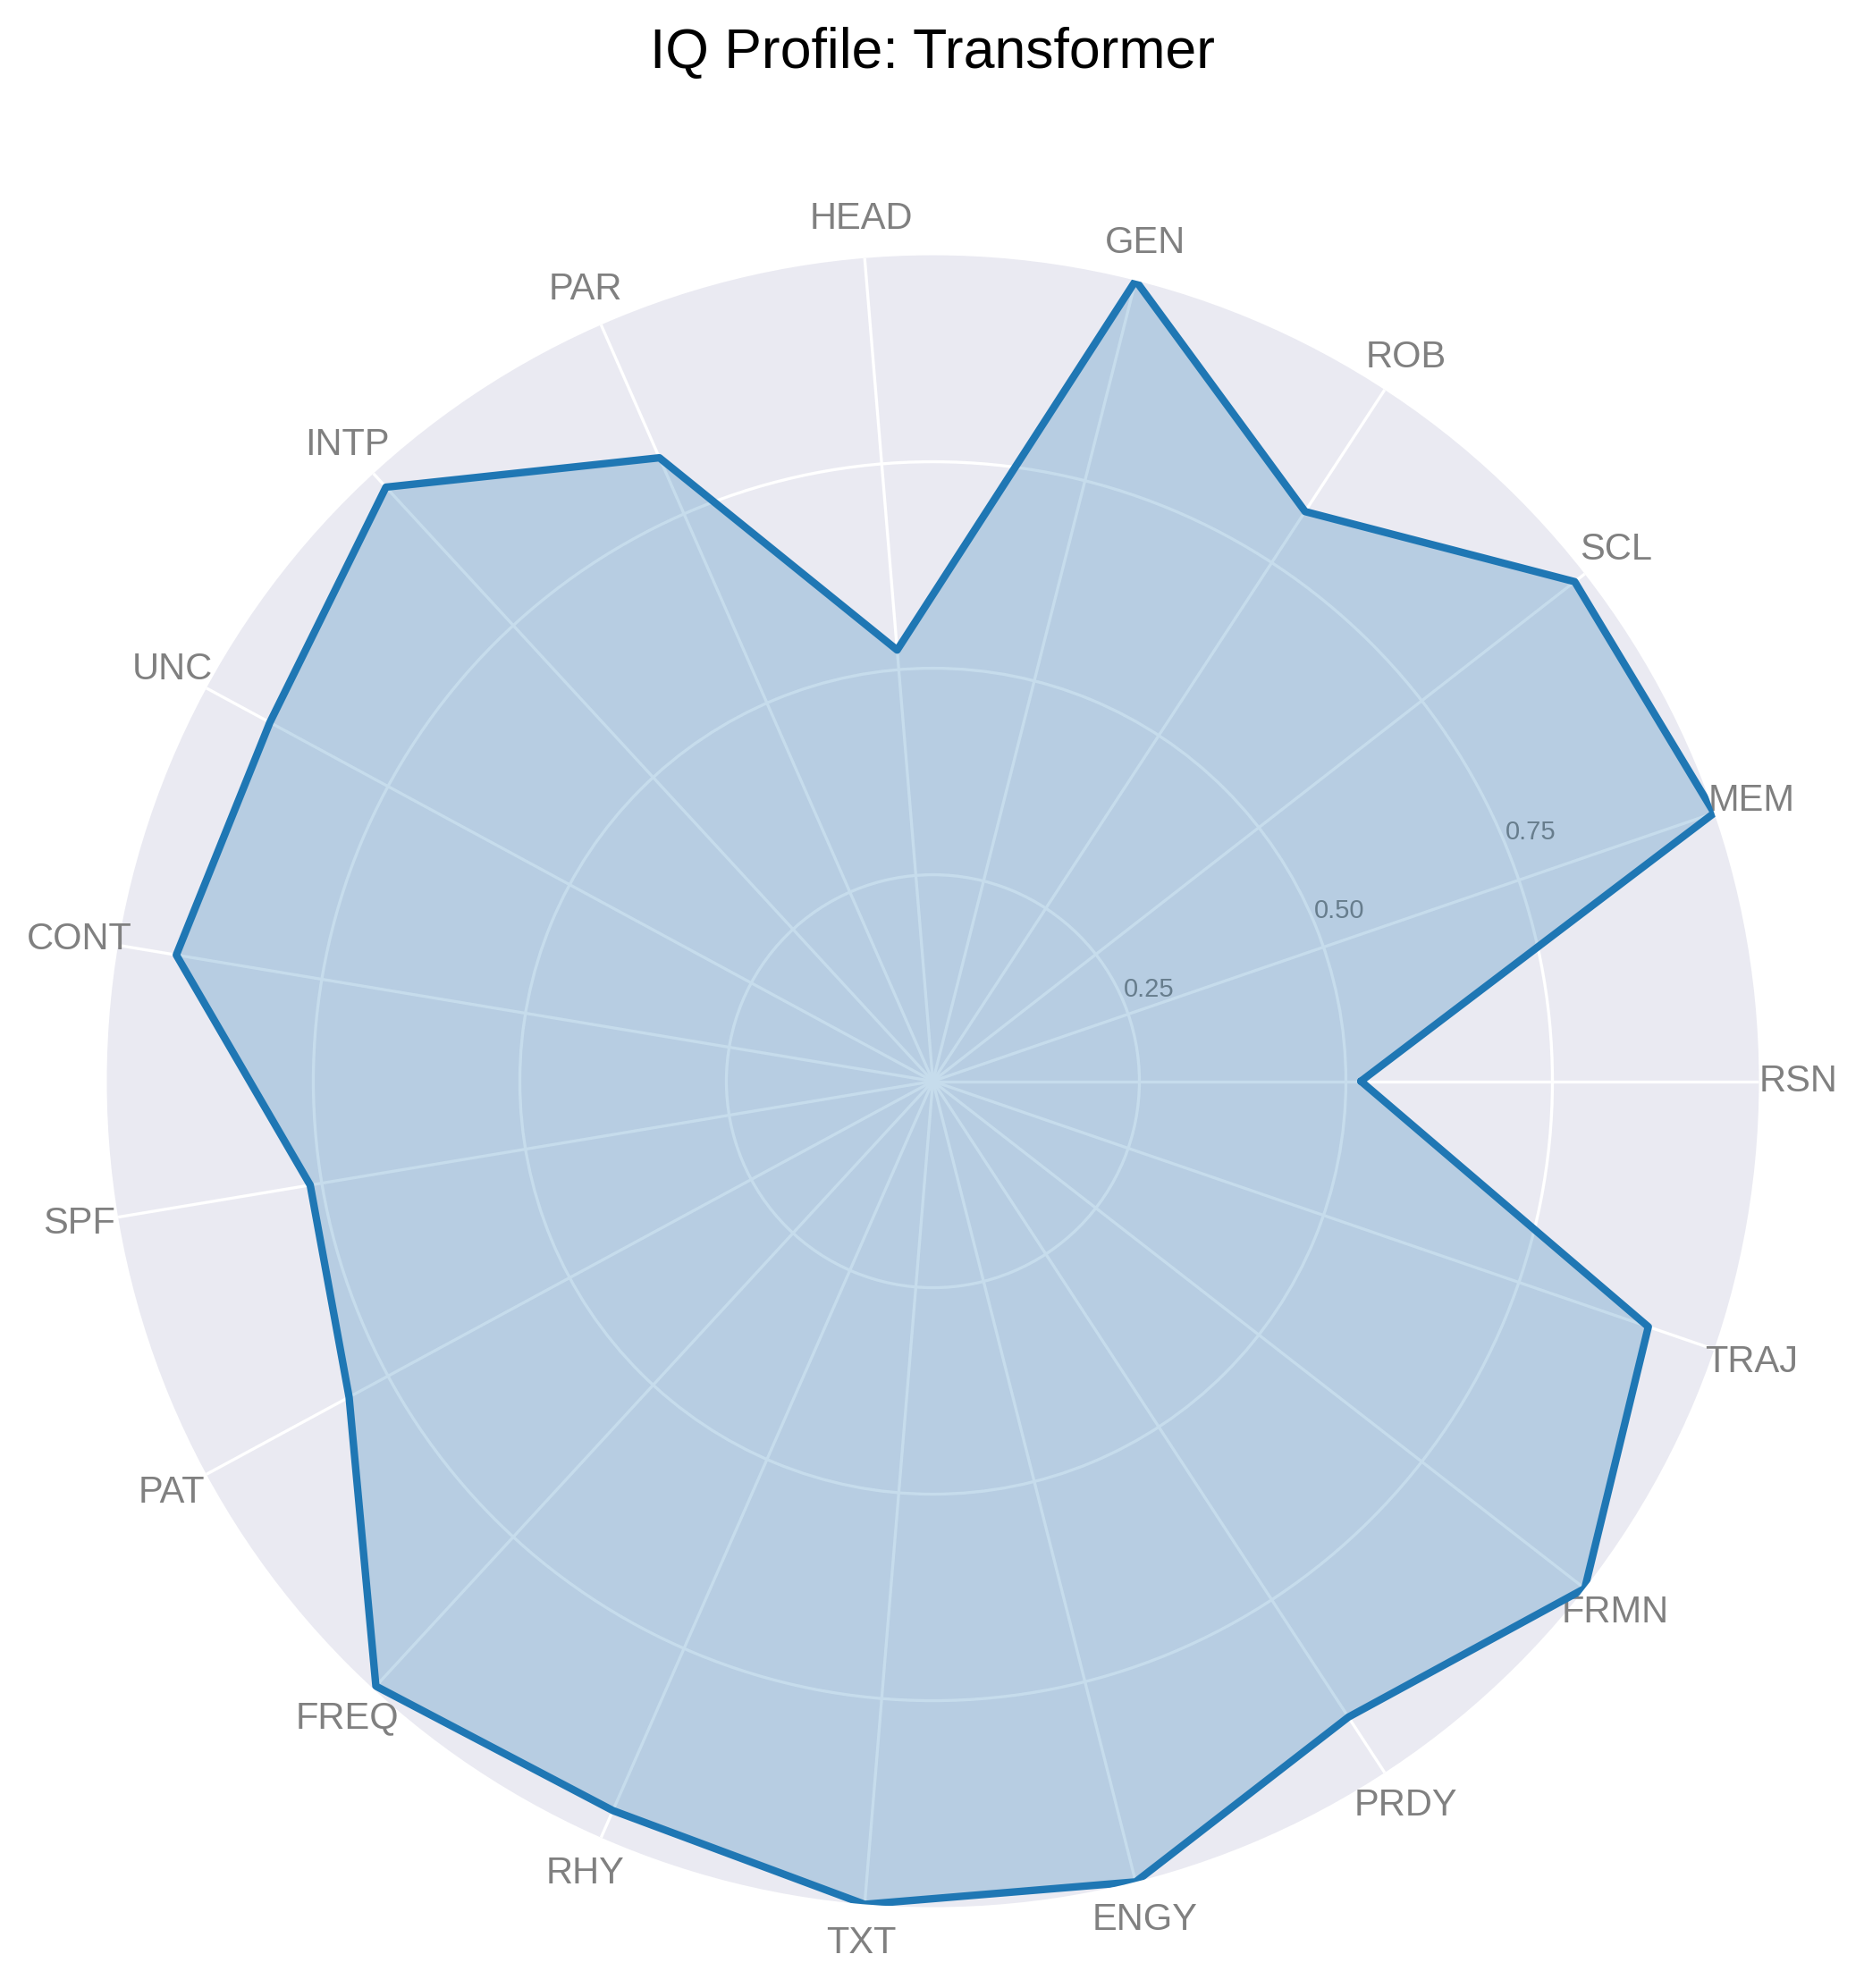 IQ Profile: Transformer
HEAD
GEN
PAR
ROB
INTP
SCL
UNC
MEM
0.75
0.50
CONT
0.25
RSN
SPF
TRAJ
PAT
FRMN
FREQ
PRDY
RHY
ENGY
TXT